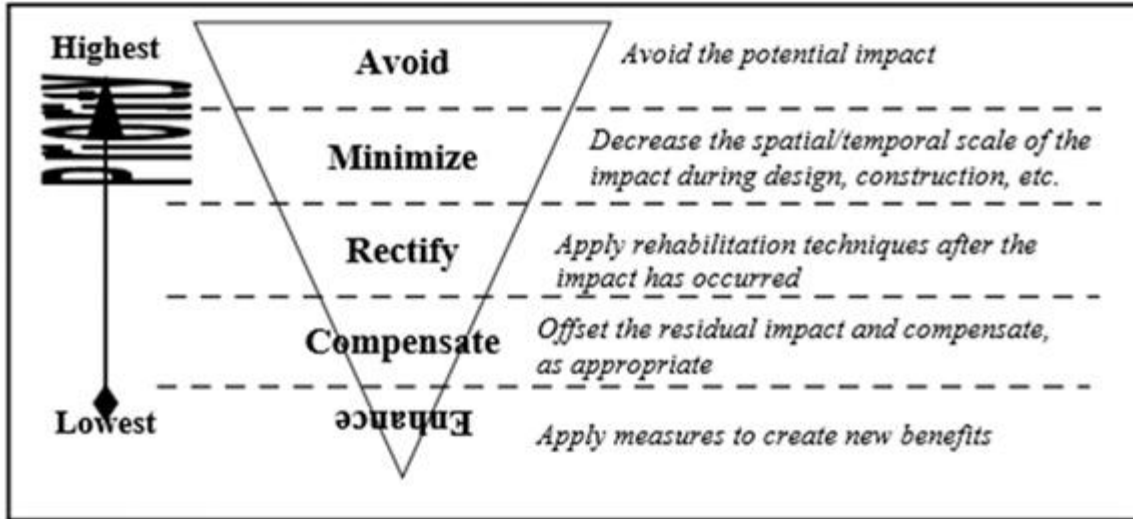 Highest
Avoid
Avoid the potential impact
Minimize
Decrease the spatial/temporal scale of the
impact during design, construction, etc.
Rectify
Apply rehabilitation techniques after the
impact has occurred
Compensate
Offset the residual impact and compensate,
as appropriate
Lowest
Enhance
Apply measures to create new benefits